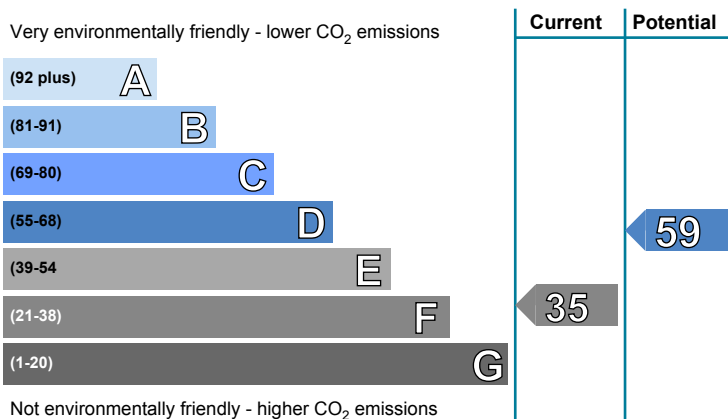 Current Potential
Very environmentally friendly - lower CO2 emissions
(92 plus) A
(81-91) B
(69-80) C
(55-68) D
59
(39-54 E
(21-38) F
35
(1-20) G
Not environmentally friendly - higher CO2 emissions